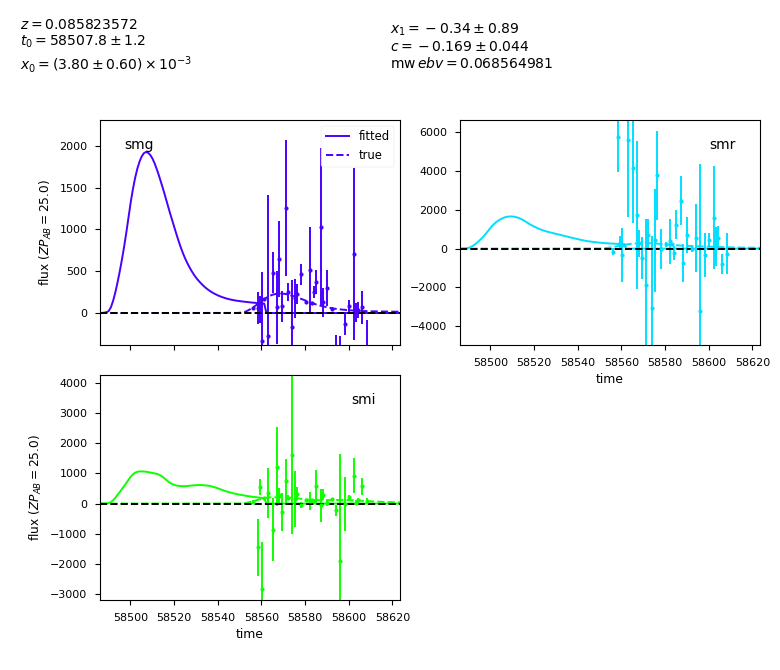 z = 0.085823572
t₀ = 58507.8 ± 1.2
x₀ = (3.80 ± 0.60) × 10⁻³
x₁ = −0.34 ± 0.89
c = −0.169 ± 0.044
mw ebv = 0.068564981
smg
fitted
true
2000
1500
1000
500
0
flux (ZP_AB = 25.0)
smr
6000
4000
2000
0
−2000
−4000
58500 58520 58540 58560 58580 58600 58620
time
smi
4000
3000
2000
1000
0
−1000
−2000
−3000
flux (ZP_AB = 25.0)
58500 58520 58540 58560 58580 58600 58620
time